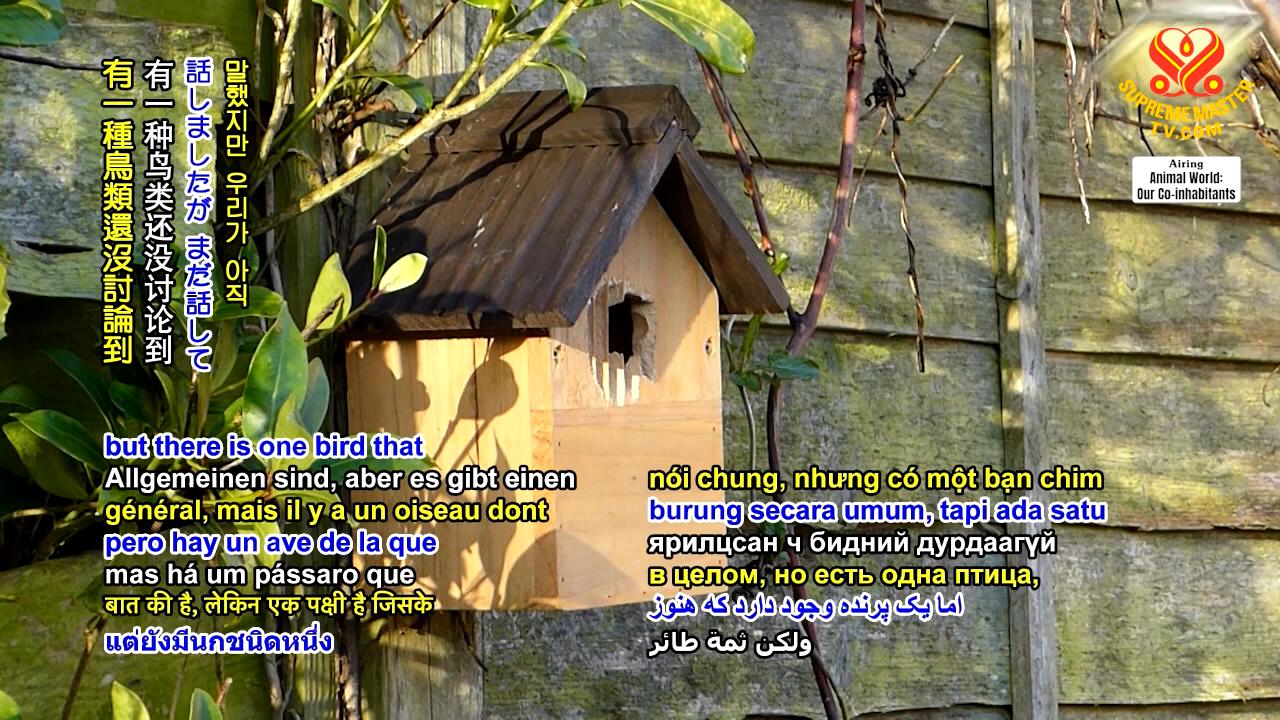 有一種鳥類還沒討論到
有一种鸟类还没讨论到
話しましたが まだ話して
말했지만 우리가 아직
SUPREME MASTER
TV.COM
Airing
Animal World:
Our Co-inhabitants
but there is one bird that
Allgemeinen sind, aber es gibt einen
général, mais il y a un oiseau dont
pero hay un ave de la que
mas há um pássaro que
बात की है, लेकिन एक पक्षी है जिसके
แต่ยังมีนกชนิดหนึ่ง
nói chung, nhưng có một bạn chim
burung secara umum, tapi ada satu
ярилцсан ч бидний дурдаагүй
в целом, но есть одна птица,
اما یک پرنده وجود دارد که هنوز
ولكن ثمة طائر